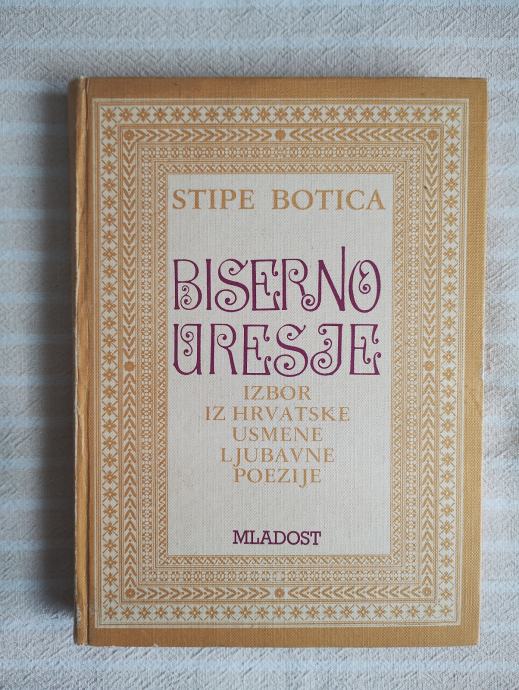 STIPE BOTICA
BISERNO
URESJE
IZBOR
IZ HRVATSKE
USMENE
LJUBAVNE
POEZIJE
MLADOST